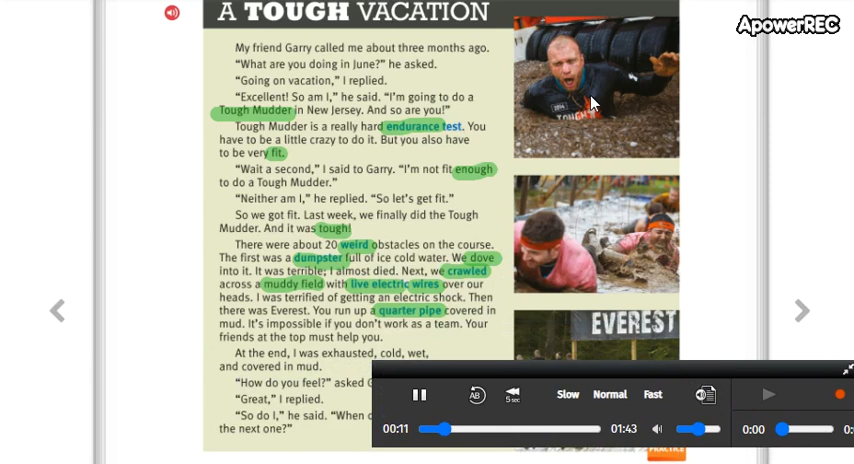 A TOUGH VACATION
ApowerREC
My friend Garry called me about three months ago.
“What are you doing in June?” he asked.
“Going on vacation,” I replied.
“Excellent! So am I,” he said. “I’m going to do a
Tough Mudder in New Jersey. And so are you!”
Tough Mudder is a really hard endurance test. You
have to be a little crazy to do it. But you also have
to be very fit.
“Wait a second,” I said to Garry. “I’m not fit enough
to do a Tough Mudder.”
“Neither am I,” he replied. “So let’s get fit.”
So we got fit. Last week, we finally did the Tough
Mudder. And it was tough!
There were about 20 weird obstacles on the course.
The first was a dumpster full of ice cold water. We dove
into it. It was terrible; I almost died. Next, we crawled
across a muddy field with live electric wires over our
heads. I was terrified of getting an electric shock. Then
there was Everest. You run up a quarter pipe covered in
mud. It’s impossible if you don’t work as a team. Your
friends at the top must help you.
At the end, I was exhausted, cold, wet,
and covered in mud.
“How do you feel?” asked
“Great,” I replied.
“So do I,” he said. “When
the next one?”
EVEREST
AB
5 sec
Slow
Normal
Fast
00:11
01:43
0:00
PRACTICE